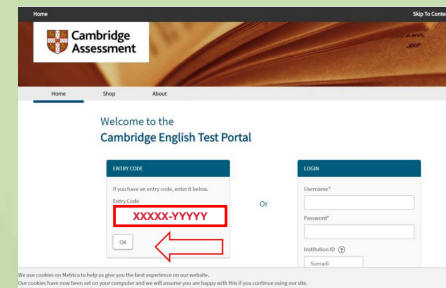 Home
Skip To Conte
Cambridge
Assessment
Home Shop About
Welcome to the
Cambridge English Test Portal
ENTRY CODE
If you have an entry code, enter it below.
Entry Code
XXXXX-YYYYY
OK
Or
LOGIN
Username*
Password*
Institution ID ?
Sumadi
We use cookies on Metrica to help us give you the best experience on our website.
Our cookies have now been set on your computer and we will assume you are happy with this if you continue using our site.